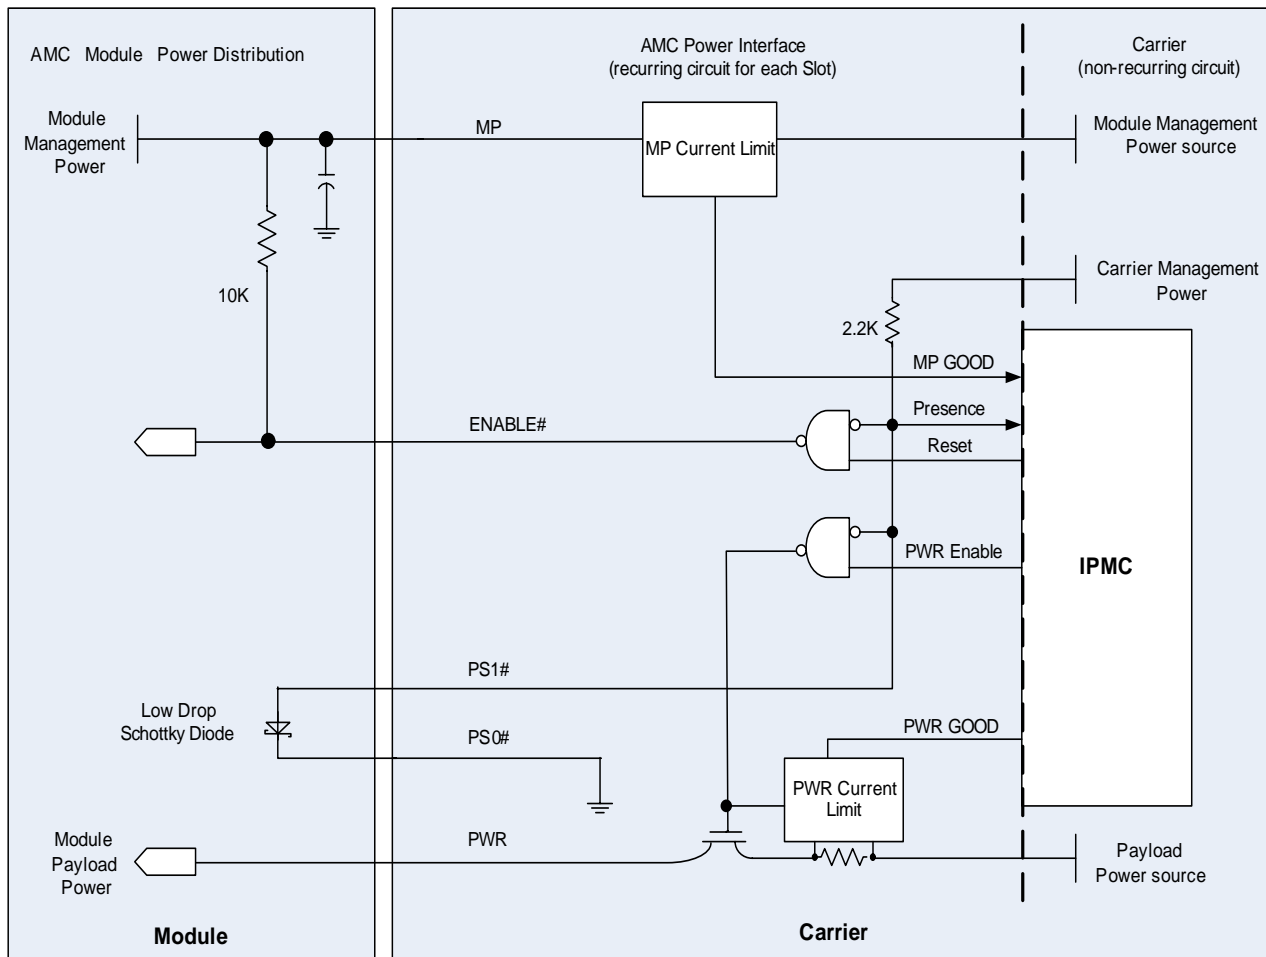 AMC Module Power Distribution
AMC Power Interface
(recurring circuit for each Slot)
Carrier
(non-recurring circuit)
Module
Management
Power
MP
MP Current Limit
Module Management
Power source
10K
Carrier Management
Power
2.2K
MP GOOD
Presence
ENABLE#
Reset
PWR Enable
IPMC
PS1#
Low Drop
Schottky Diode
PS0#
PWR GOOD
PWR Current
Limit
Module
Payload
Power
PWR
Payload
Power source
Module
Carrier